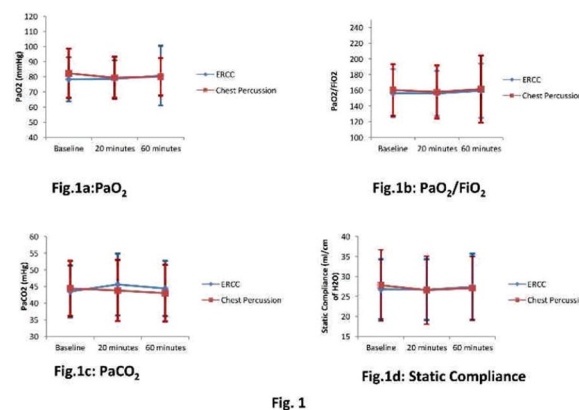 PaO2 (mmHg)
120
110
100
90
80
70
60
50
40
Baseline 20 minutes 60 minutes
ERCC
Chest Percussion
Fig.1a:PaO₂
PaO2/FiO2
240
220
200
180
160
140
120
100
Baseline 20 minutes 60 minutes
ERCC
Chest Percussion
Fig.1b: PaO₂/FiO₂
PaCO2 (mHg)
60
55
50
45
40
35
30
Baseline 20 minutes 60 minutes
ERCC
Chest Percussion
Fig.1c: PaCO₂
Static Compliance (ml/cm
of H2O)
40
35
30
25
20
15
Baseline 20 minutes 60 minutes
ERCC
Chest Percussion
Fig.1d: Static Compliance
Fig. 1